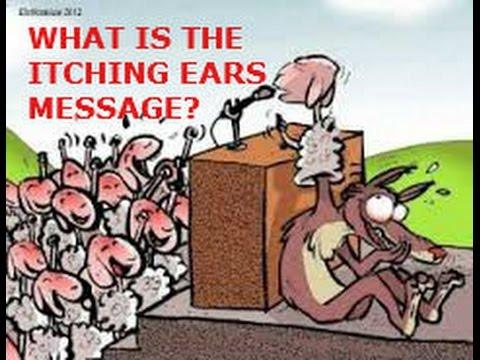 WHAT IS THE
ITCHING EARS
MESSAGE?